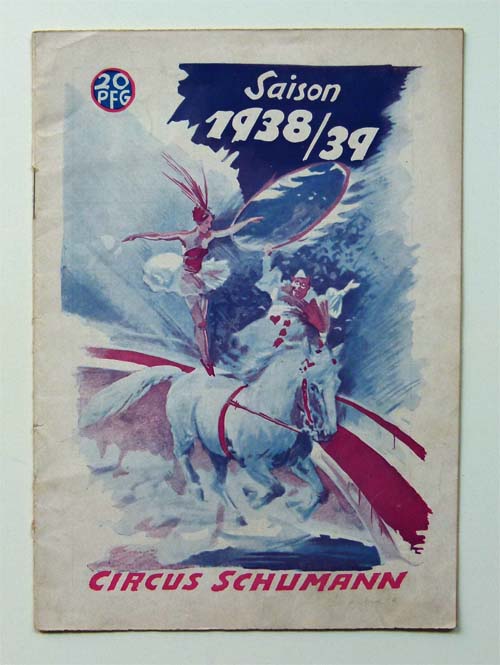 20
PFG
Saison
1938/39
CIRCUS SCHUMANN